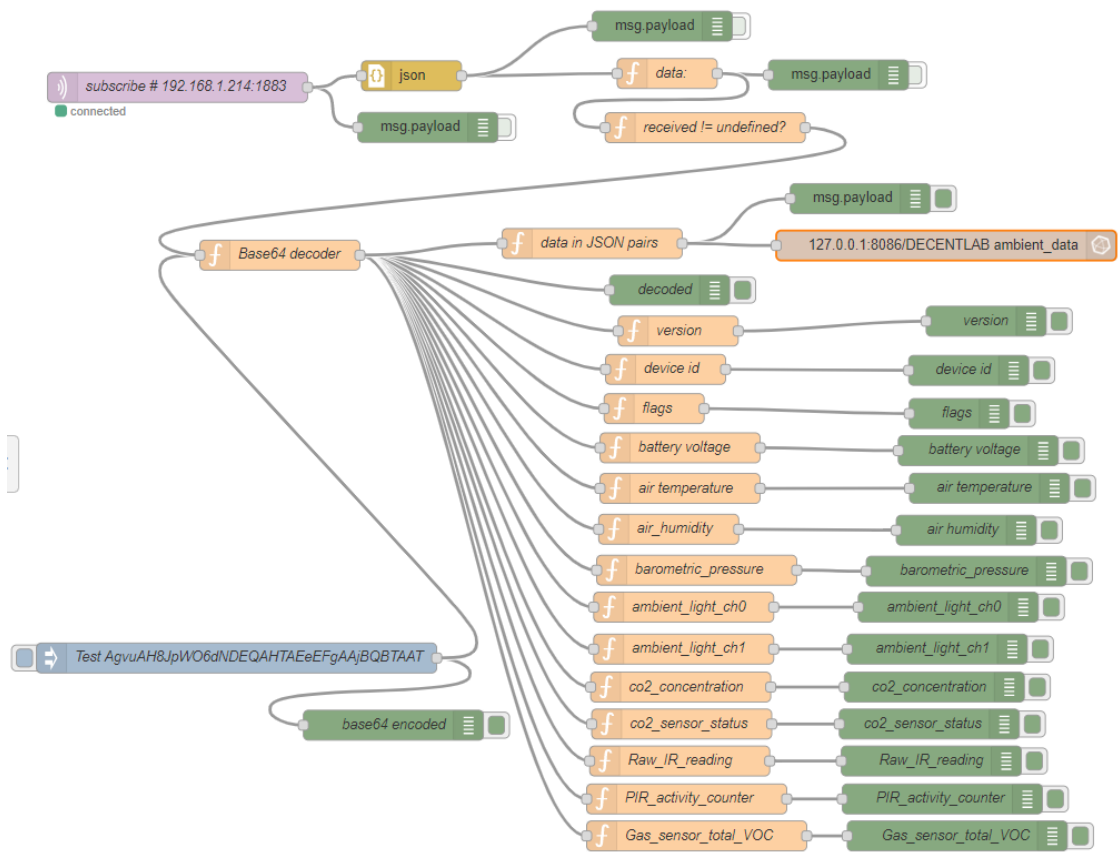 msg.payload
subscribe # 192.168.1.214:1883
json
data:
msg.payload
connected
msg.payload
received != undefined?
msg.payload
Base64 decoder
data in JSON pairs
127.0.0.1:8086/DECENTLAB ambient_data
decoded
version
version
device id
device id
flags
flags
battery voltage
battery voltage
air temperature
air temperature
air_humidity
air humidity
barometric_pressure
barometric_pressure
ambient_light_ch0
ambient_light_ch0
Test AgvuAH8JpWO6dNDEQAHTAEeEFgAAjBQBTAAT
ambient_light_ch1
ambient_light_ch1
co2_concentration
co2_concentration
base64 encoded
co2_sensor_status
co2_sensor_status
Raw_IR_reading
Raw_IR_reading
PIR_activity_counter
PIR_activity_counter
Gas_sensor_total_VOC
Gas_sensor_total_VOC